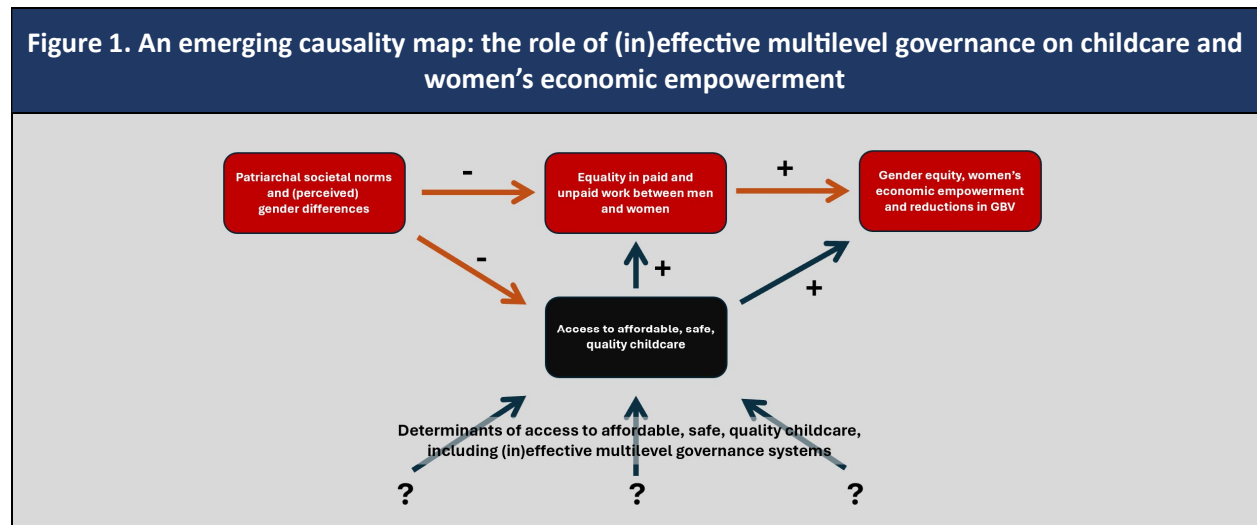 Figure 1. An emerging causality map: the role of (in)effective multilevel governance on childcare and
women’s economic empowerment
Patriarchal societal norms
and (perceived)
gender differences
-
Equality in paid and
unpaid work between men
and women
+
Gender equity, women’s
economic empowerment
and reductions in GBV
-
+
+
Access to affordable, safe,
quality childcare
Determinants of access to affordable, safe, quality childcare,
including (in)effective multilevel governance systems
? ? ?